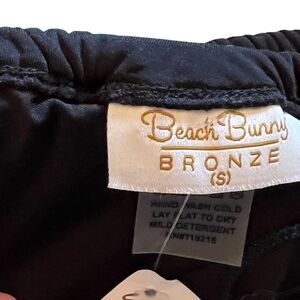 Beach Bunny
BRONZE
(S)
HAND WASH COLD
LAY FLAT TO DRY
MILD DETERGENT